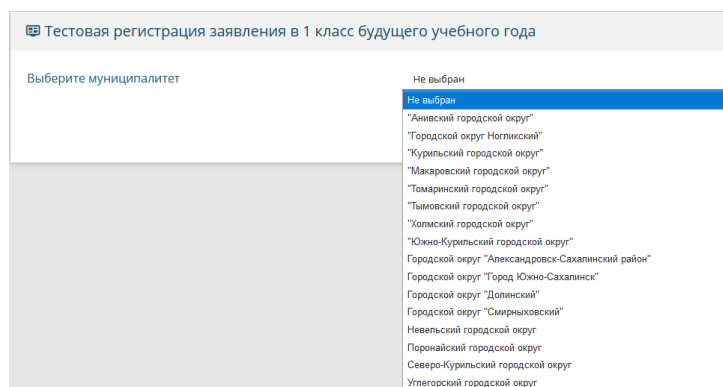 Тестовая регистрация заявления в 1 класс будущего учебного года
Выберите муниципалитет
Не выбран
Не выбран
"Анивский городской округ"
"Городской округ Ногликский"
"Курильский городской округ"
"Макаровский городской округ"
"Томаринский городской округ"
"Тымовский городской округ"
"Холмский городской округ"
"Южно-Курильский городской округ"
Городской округ "Александровск-Сахалинский район"
Городской округ "Город Южно-Сахалинск"
Городской округ "Долинский"
Городской округ "Смирныховский"
Невельский городской округ
Поронайский городской округ
Северо-Курильский городской округ
Углегорский городской округ